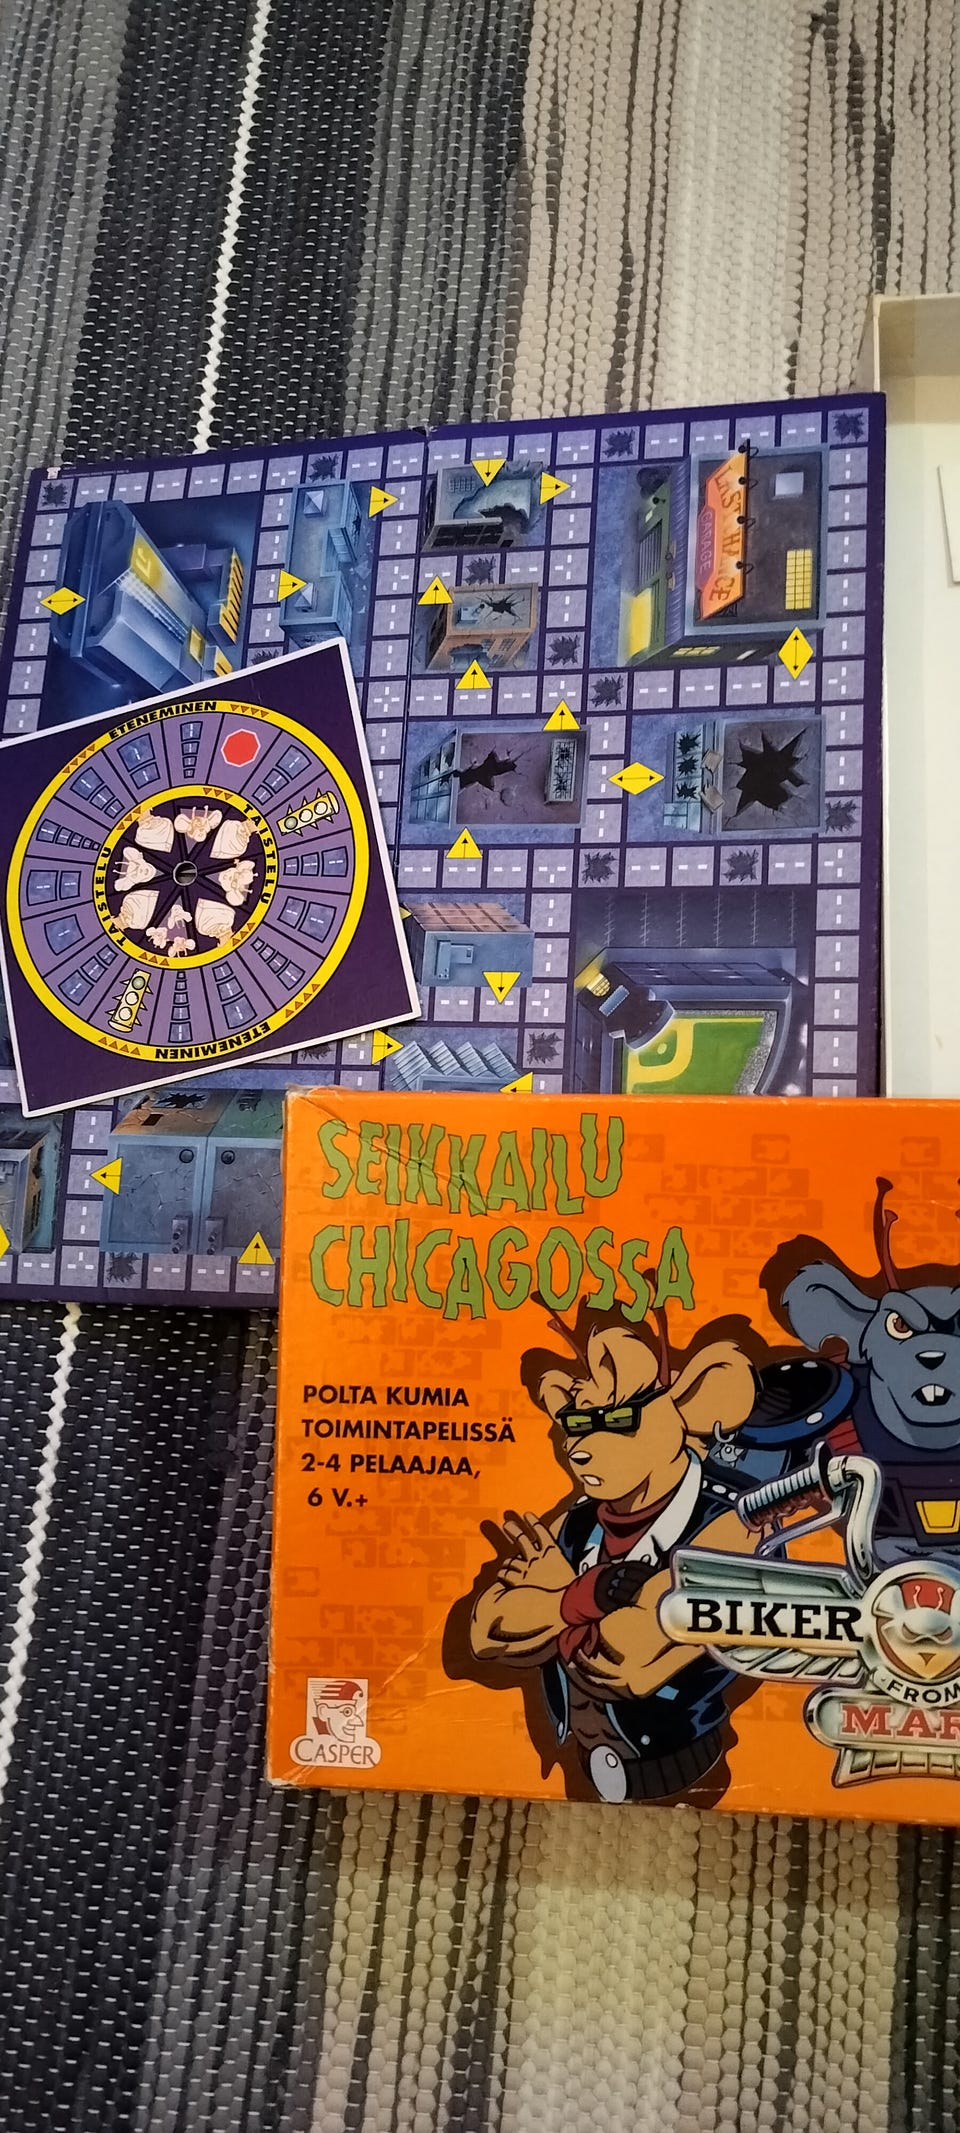 LAST CHANCE
GARAGE
ETENEMINEN
TAISTELU
TAISTELU
ETENEMINEN
SEIKKAILU
CHICAGOSSA
POLTA KUMIA
TOIMINTAPELISSÄ
2-4 PELAAJAA,
6 V.+
BIKER
FROM
MAR
CASPER